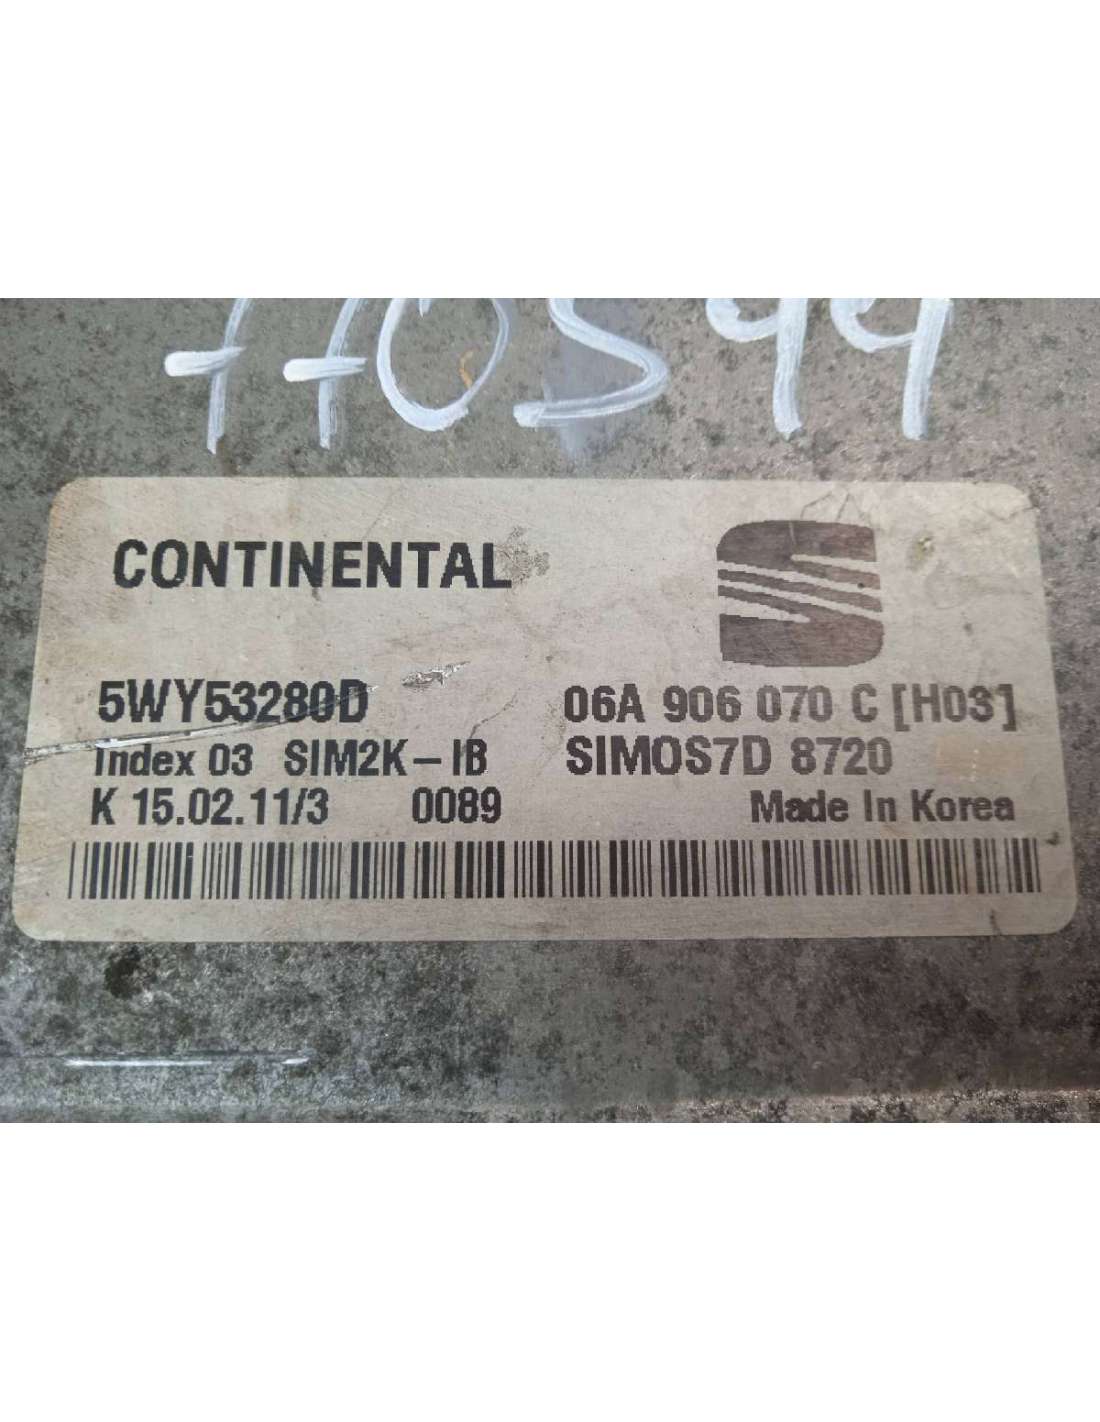 770599
CONTINENTAL
5WY53280D 06A 906 070 C [H03]
Index 03 SIM2K-IB SIMOS7D 8720
K 15.02.11/3 0089 Made In Korea